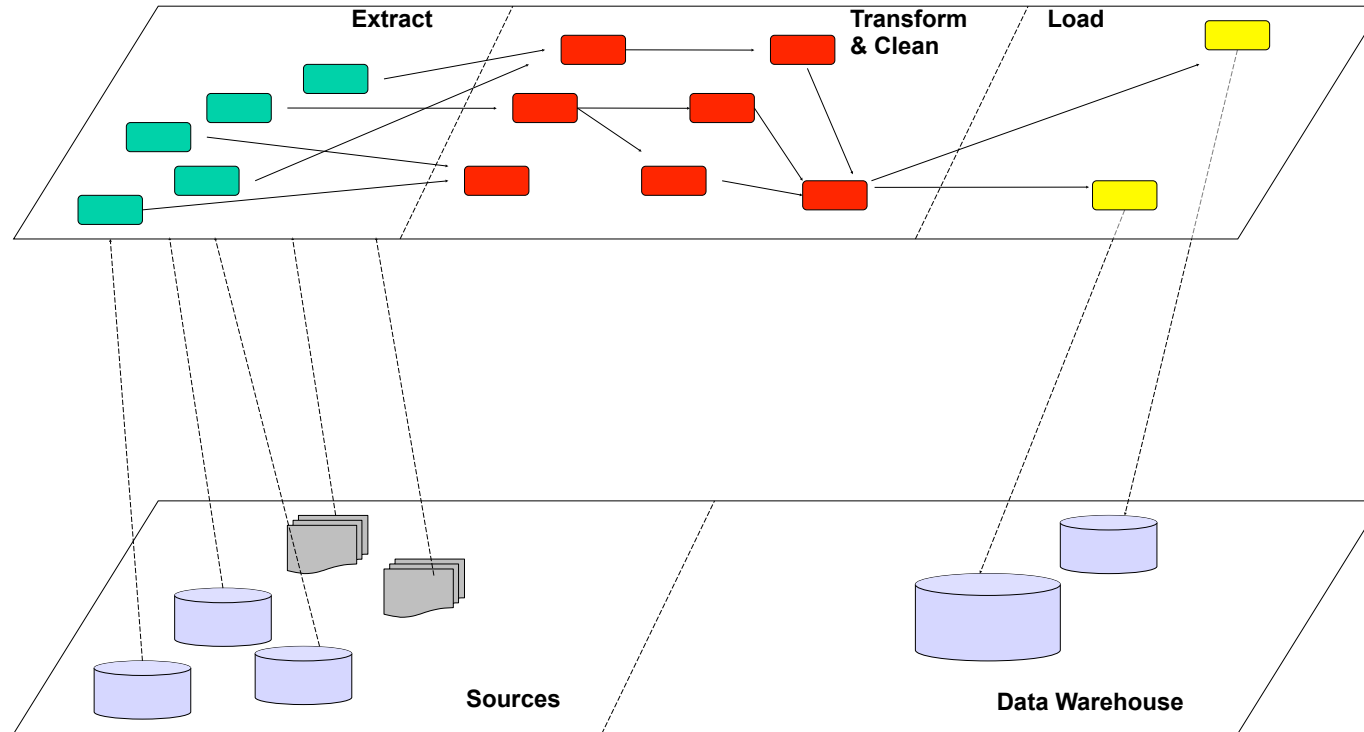 Extract
Transform
& Clean
Load
Sources
Data Warehouse